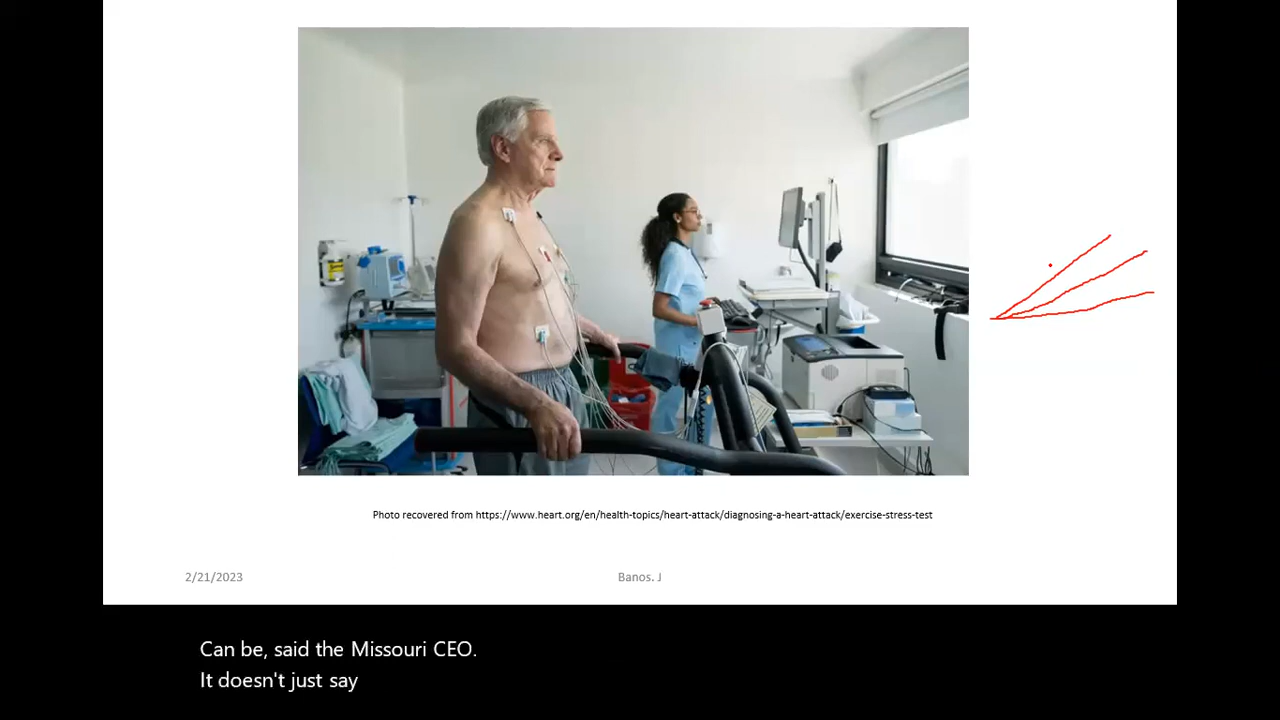 Photo recovered from https://www.heart.org/en/health-topics/heart-attack/diagnosing-a-heart-attack/exercise-stress-test
2/21/2023
Banos. J
Can be, said the Missouri CEO.
It doesn't just say